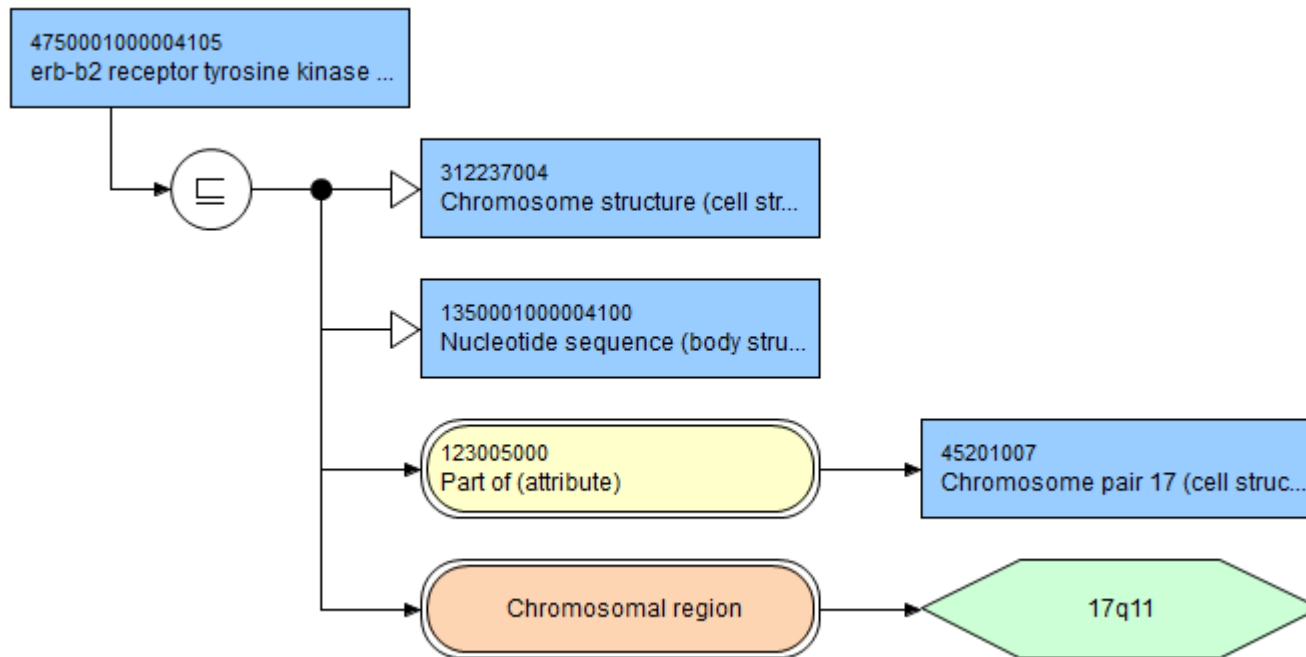 4750001000004105
erb-b2 receptor tyrosine kinase ...
⊑
312237004
Chromosome structure (cell str...
1350001000004100
Nucleotide sequence (body stru...
123005000
Part of (attribute)
45201007
Chromosome pair 17 (cell struc...
Chromosomal region
17q11